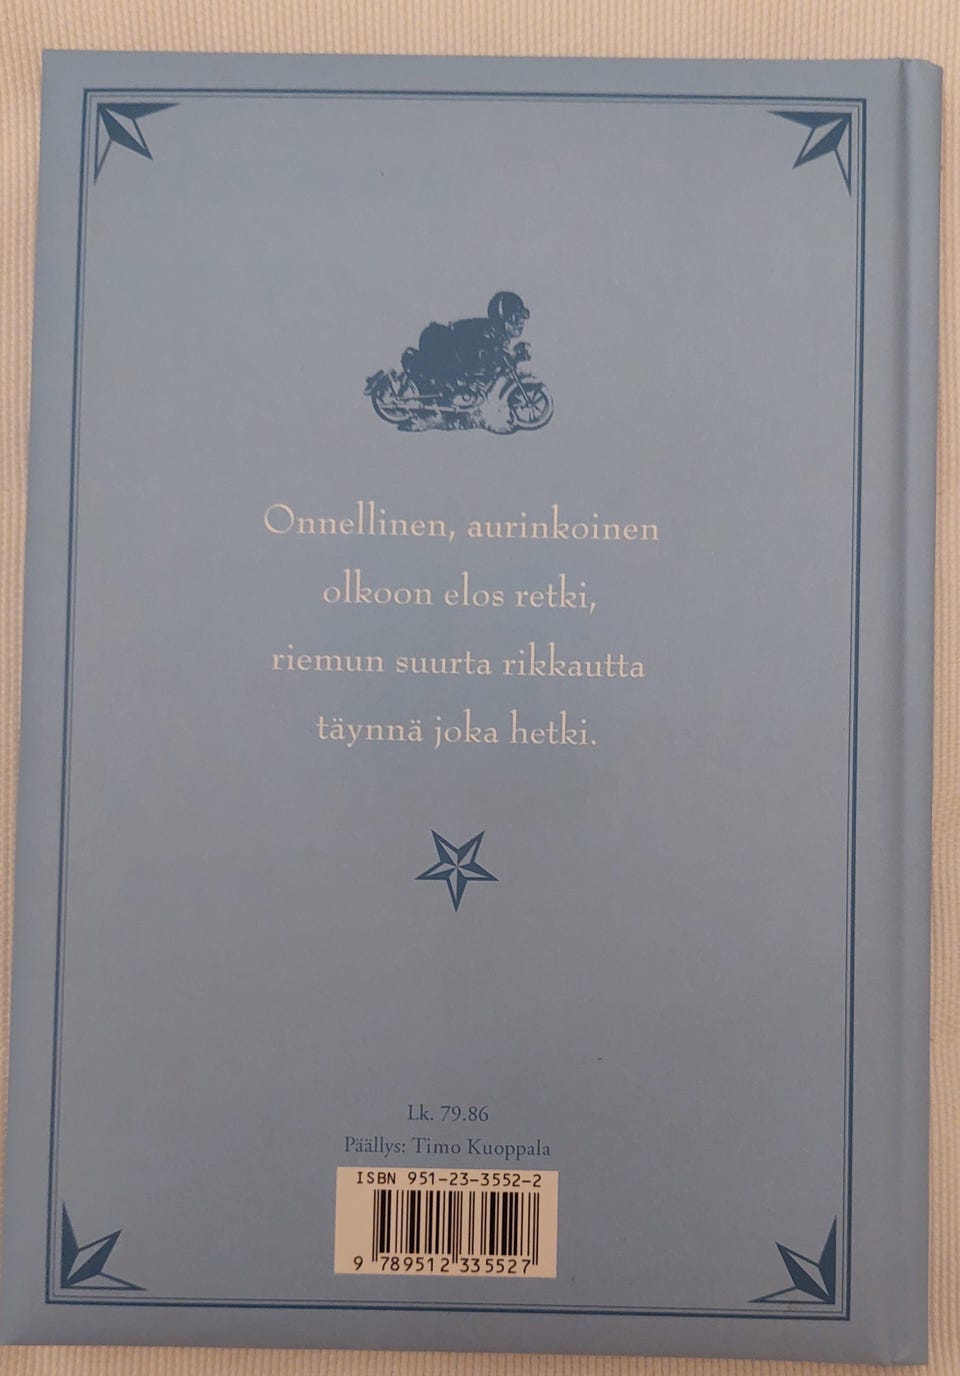 Onnellinen, aurinkoinen
olkoon elos retki,
riemun suurta rikkautta
täynnä joka hetki.
Lk. 79.86
Päällys: Timo Kuoppala
ISBN 951-23-3552-2
9 789512 335527